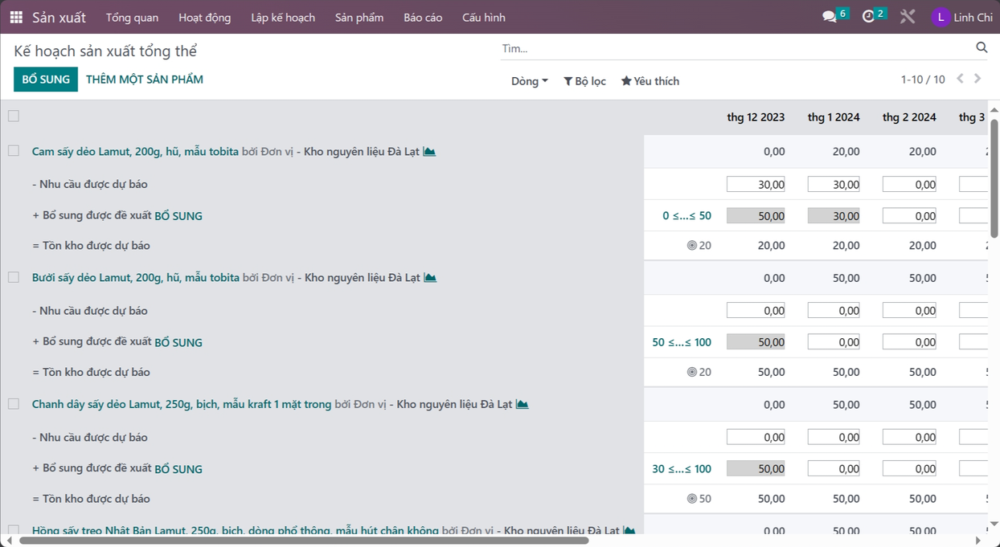 Sản xuất Tổng quan Hoạt động Lập kế hoạch Sản phẩm Báo cáo Cấu hình 6 2 L Linh Chi
Kế hoạch sản xuất tổng thể Tìm...
BỔ SUNG THÊM MỘT SẢN PHẨM Dòng Bộ lọc Yêu thích 1-10 / 10
thg 12 2023 thg 1 2024 thg 2 2024 thg 3
Cam sấy dẻo Lamut, 200g, hũ, mẫu tobita bởi Đơn vị - Kho nguyên liệu Đà Lạt 0,00 20,00 20,00
- Nhu cầu được dự báo 30,00 30,00 0,00
+ Bổ sung được đề xuất BỔ SUNG 0 ≤...≤ 50 50,00 30,00 0,00
= Tồn kho được dự báo 20 20,00 20,00 20,00
Bưởi sấy dẻo Lamut, 200g, hũ, mẫu tobita bởi Đơn vị - Kho nguyên liệu Đà Lạt 0,00 50,00 50,00
- Nhu cầu được dự báo 0,00 0,00 0,00
+ Bổ sung được đề xuất BỔ SUNG 50 ≤...≤ 100 50,00 0,00 0,00
= Tồn kho được dự báo 20 50,00 50,00 50,00
Chanh dây sấy dẻo Lamut, 250g, bịch, mẫu kraft 1 mặt trong bởi Đơn vị - Kho nguyên liệu Đà Lạt 0,00 50,00 50,00
- Nhu cầu được dự báo 0,00 0,00 0,00
+ Bổ sung được đề xuất BỔ SUNG 30 ≤...≤ 100 50,00 0,00 0,00
= Tồn kho được dự báo 50 50,00 50,00 50,00
Hồng sấy treo Nhật Bản Lamut, 250g, bịch, dòng phổ thông, mẫu hút chân không bởi Đơn vị - Kho nguyên liệu Đà Lạt 0,00 50,00 50,00